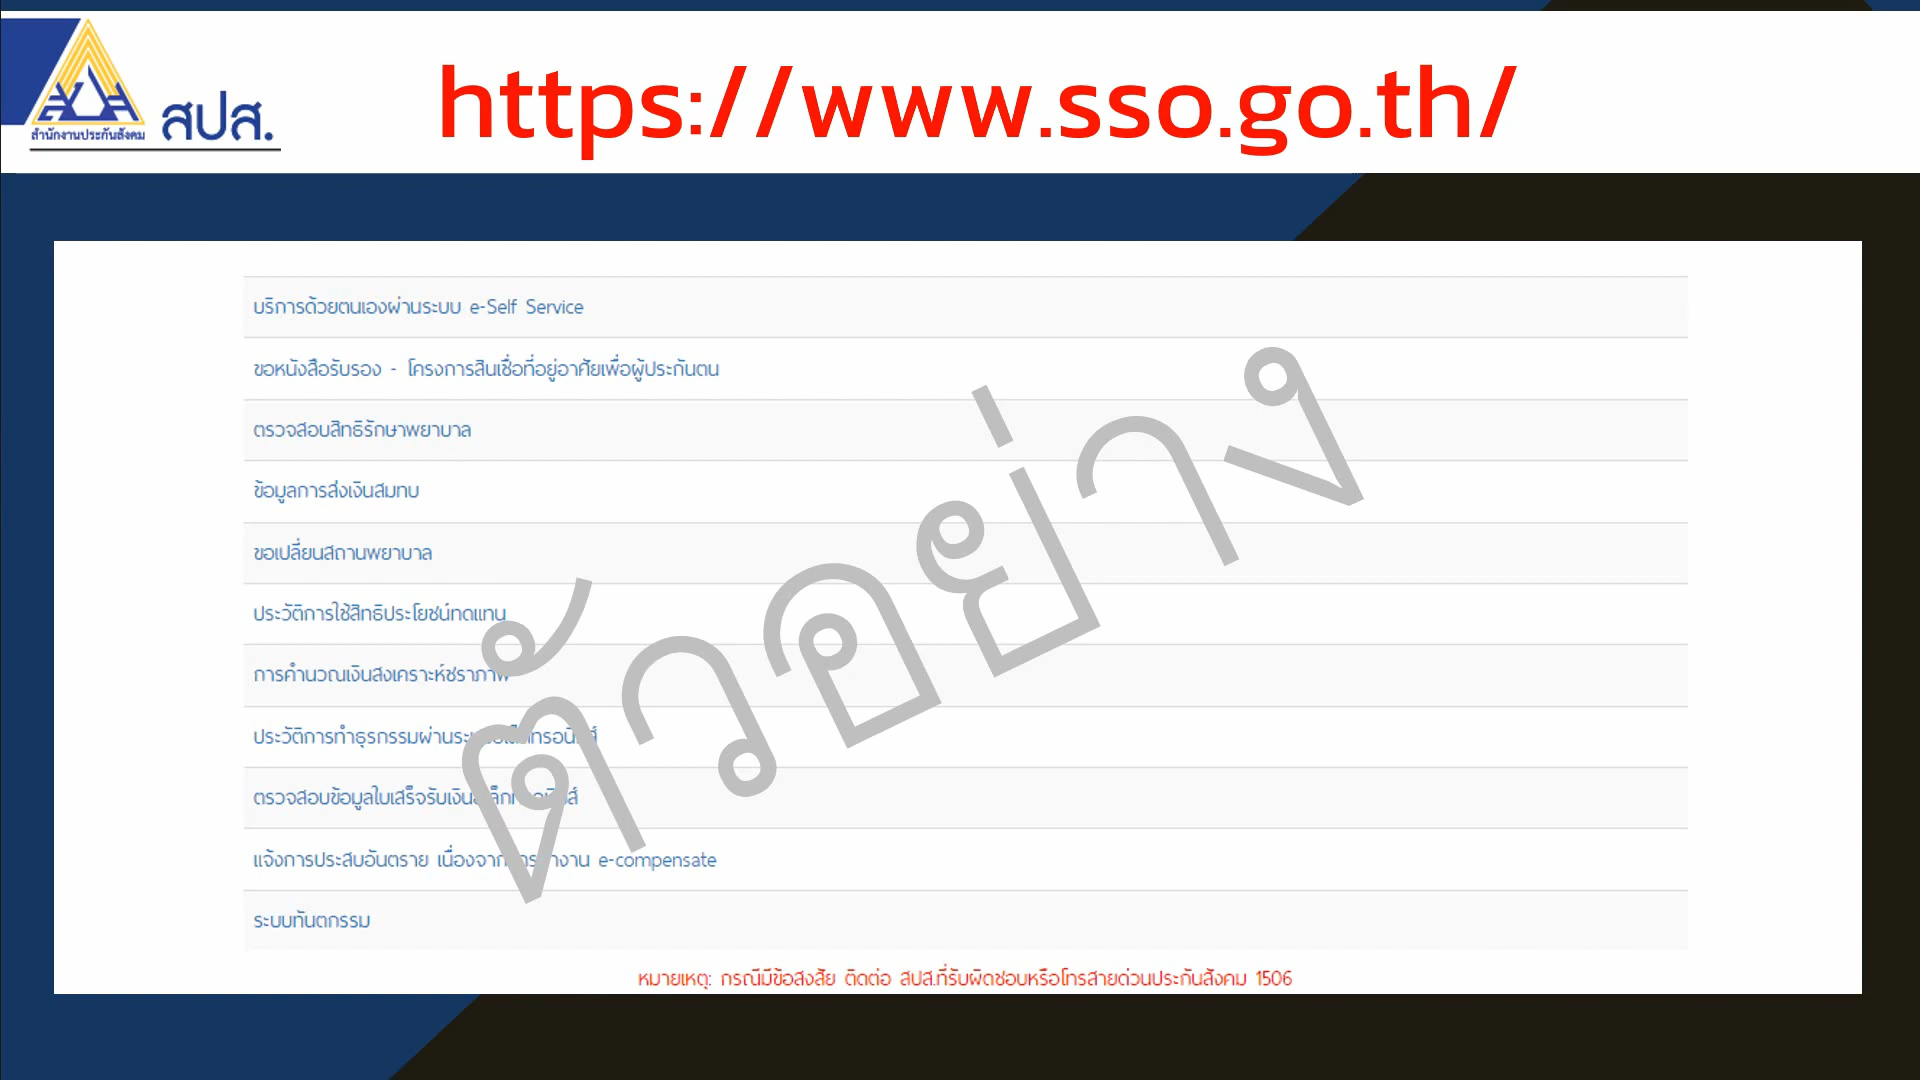 สำนักงานประกันสังคม
สปส.
https://www.sso.go.th/
บริการด้วยตนเองผ่านระบบ e-Self Service
ขอหนังสือรับรอง - โครงการสินเชื่อที่อยู่อาศัยเพื่อผู้ประกันตน
ตรวจสอบสิทธิรักษาพยาบาล
ข้อมูลการส่งเงินสมทบ
ขอเปลี่ยนสถานพยาบาล
ประวัติการใช้สิทธิประโยชน์ทดแทน
การคำนวณเงินสงเคราะห์ชราภาพ
ประวัติการทำธุรกรรมผ่านระบบอิเล็กทรอนิกส์
ตรวจสอบข้อมูลใบเสร็จรับเงินอิเล็กทรอนิกส์
แจ้งการประสบอันตราย เนื่องจากการทำงาน e-compensate
ระบบทันตกรรม
ตัวอย่าง
หมายเหตุ: กรณีมีข้อสงสัย ติดต่อ สปส.ที่รับผิดชอบหรือโทรสายด่วนประกันสังคม 1506